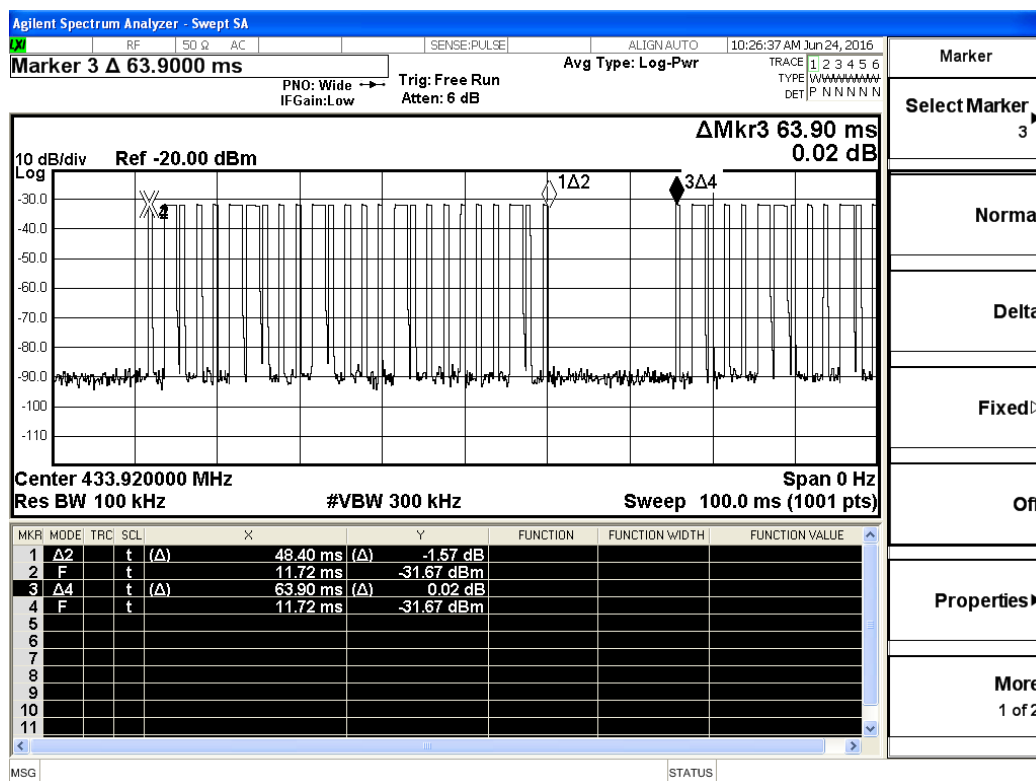 Agilent Spectrum Analyzer - Swept SA
LXI RF 50 Ω AC SENSE:PULSE ALIGN AUTO 10:26:37 AM Jun 24, 2016
Marker 3 Δ 63.9000 ms
PNO: Wide
IFGain:Low
Trig: Free Run
Atten: 6 dB
Avg Type: Log-Pwr
TRACE 1 2 3 4 5 6
TYPE
DET P N N N N N
ΔMkr3 63.90 ms
0.02 dB
10 dB/div Ref -20.00 dBm
Log
1Δ2 3Δ4
-30.0
-40.0
-50.0
-60.0
-70.0
-80.0
-90.0
-100
-110
Center 433.920000 MHz Span 0 Hz
Res BW 100 kHz #VBW 300 kHz Sweep 100.0 ms (1001 pts)
MKR MODE TRC SCL X Y FUNCTION FUNCTION WIDTH FUNCTION VALUE
1 Δ2 t (Δ) 48.40 ms (Δ) -1.57 dB
2 F t 11.72 ms -31.67 dBm
3 Δ4 t (Δ) 63.90 ms (Δ) 0.02 dB
4 F t 11.72 ms -31.67 dBm
5
6
7
8
9
10
11
MSG STATUS
Marker
Select Marker
3
Norma
Delta
Fixed
Off
Properties
More
1 of 2